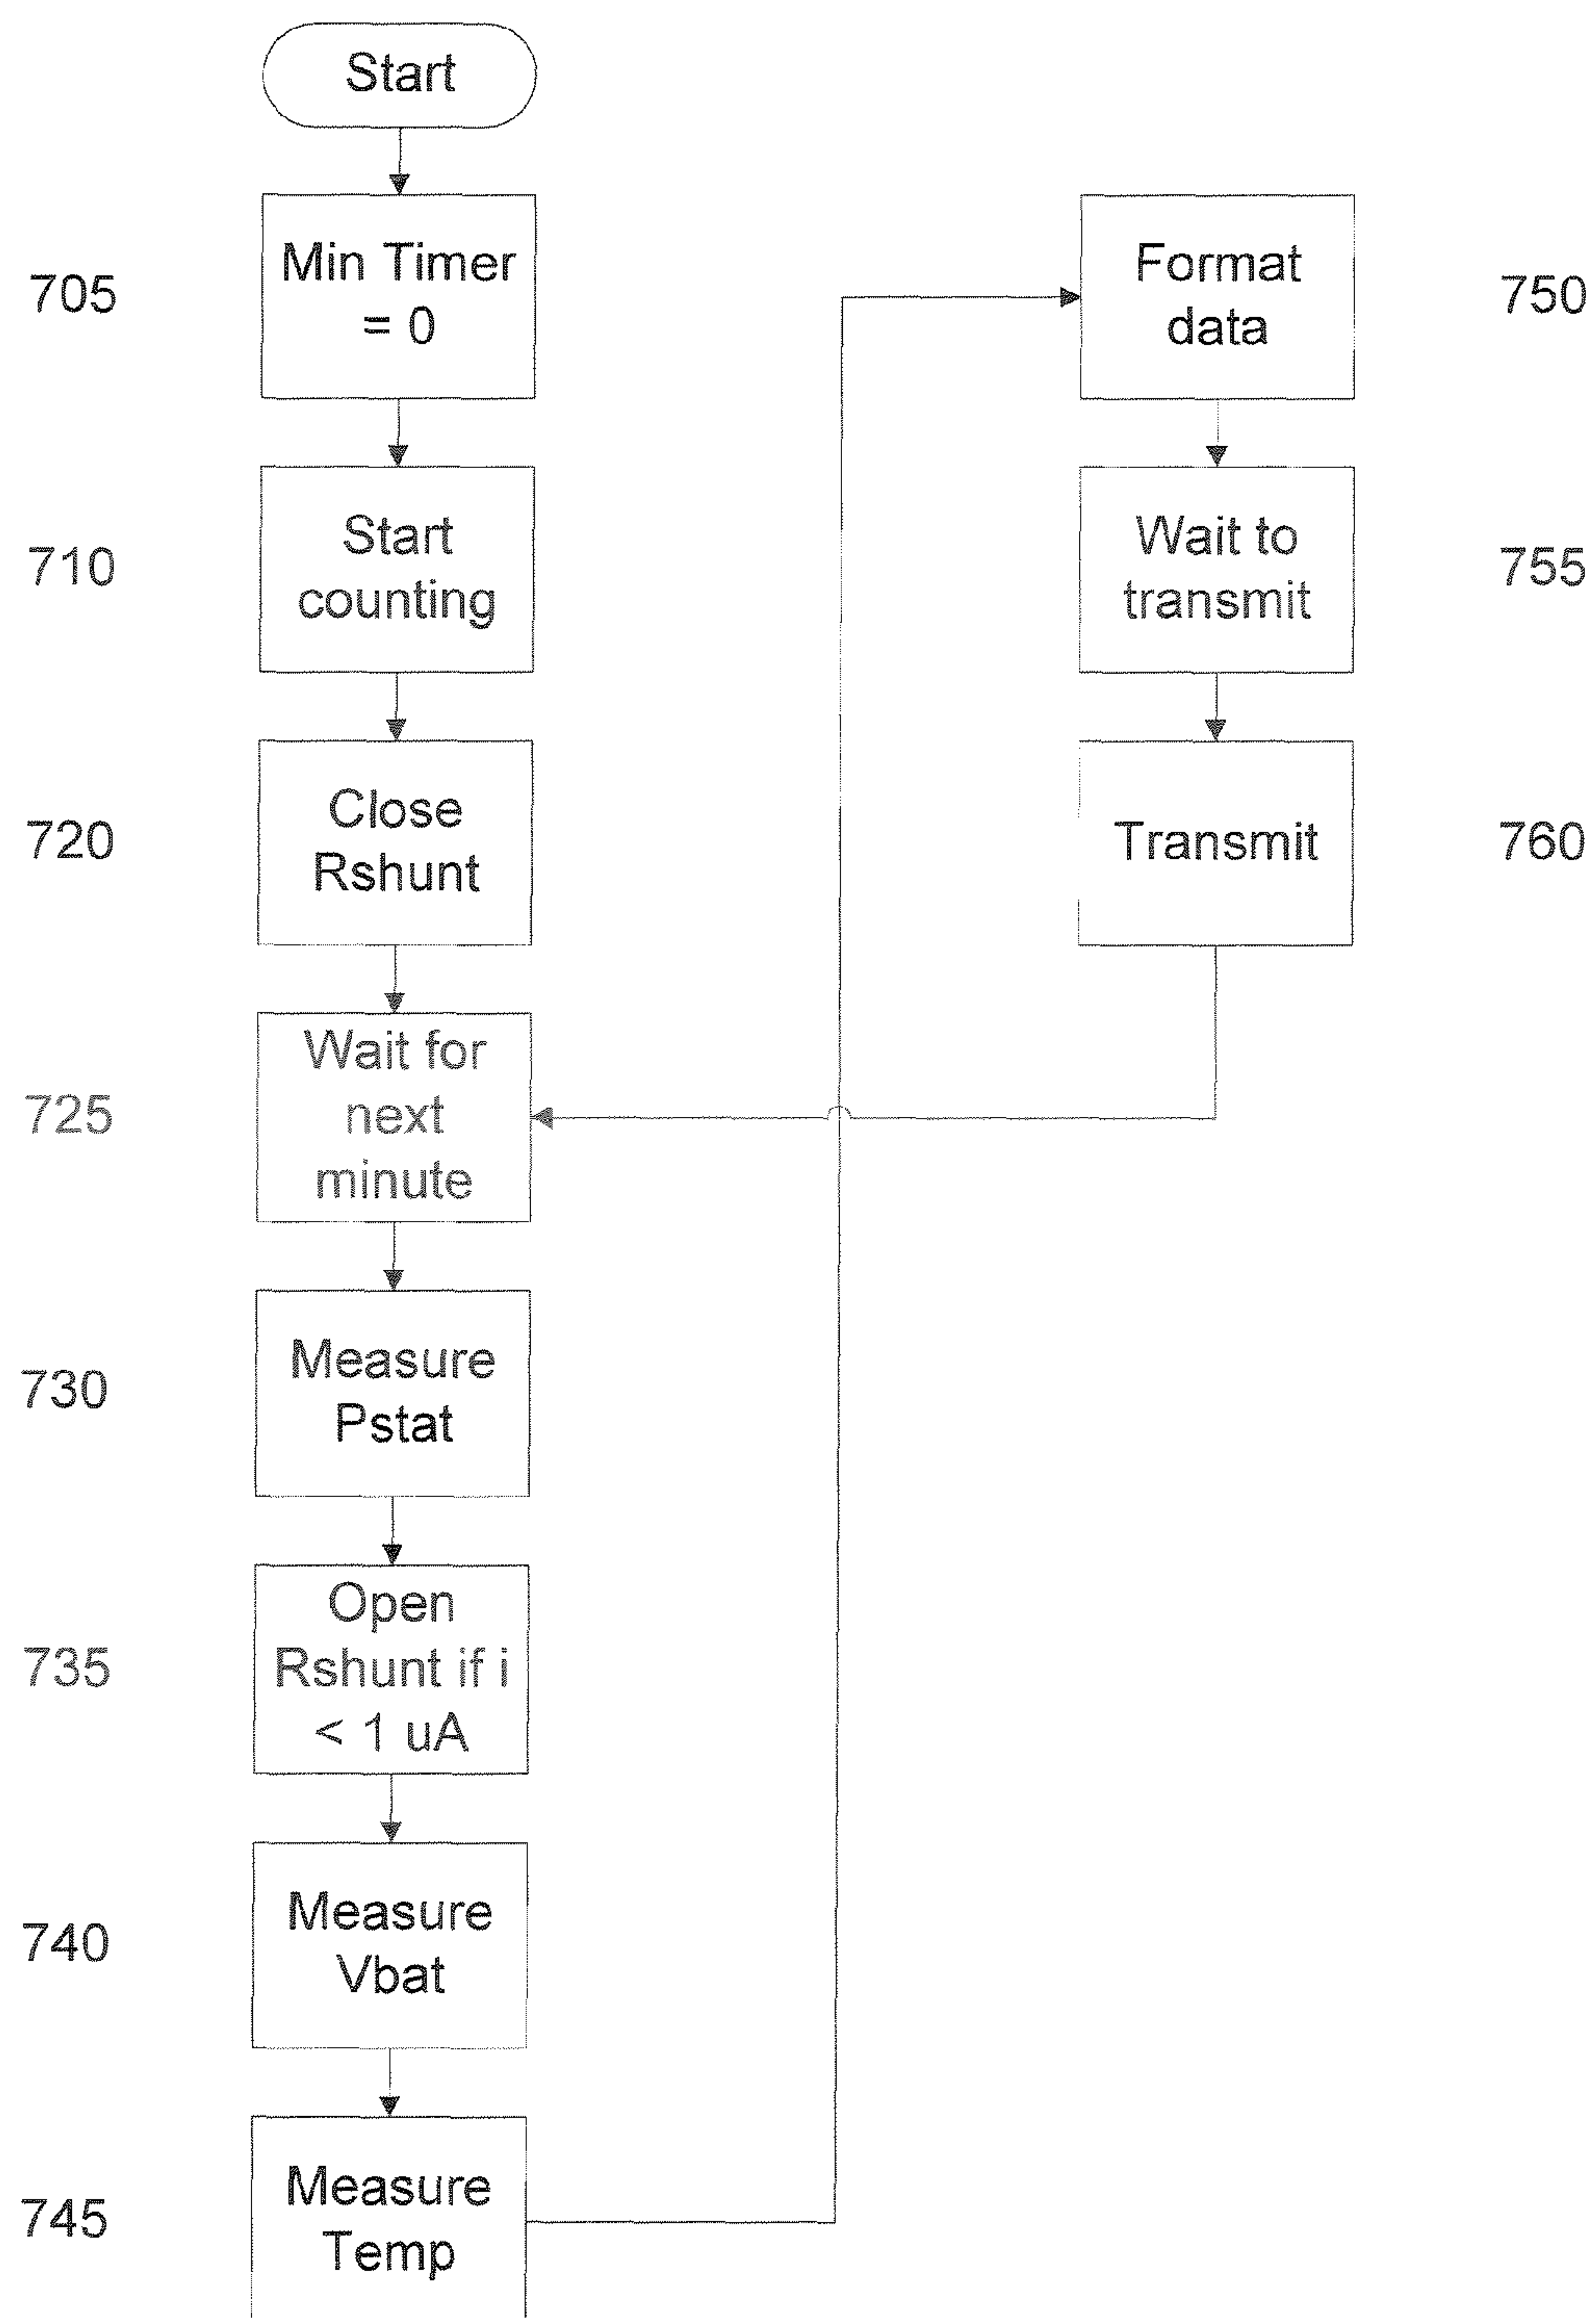 Start
705
Min Timer
= 0
710
Start
counting
720
Close
Rshunt
725
Wait for
next
minute
730
Measure
Pstat
735
Open
Rshunt if i
< 1 uA
740
Measure
Vbat
745
Measure
Temp
Format
data
750
Wait to
transmit
755
Transmit
760